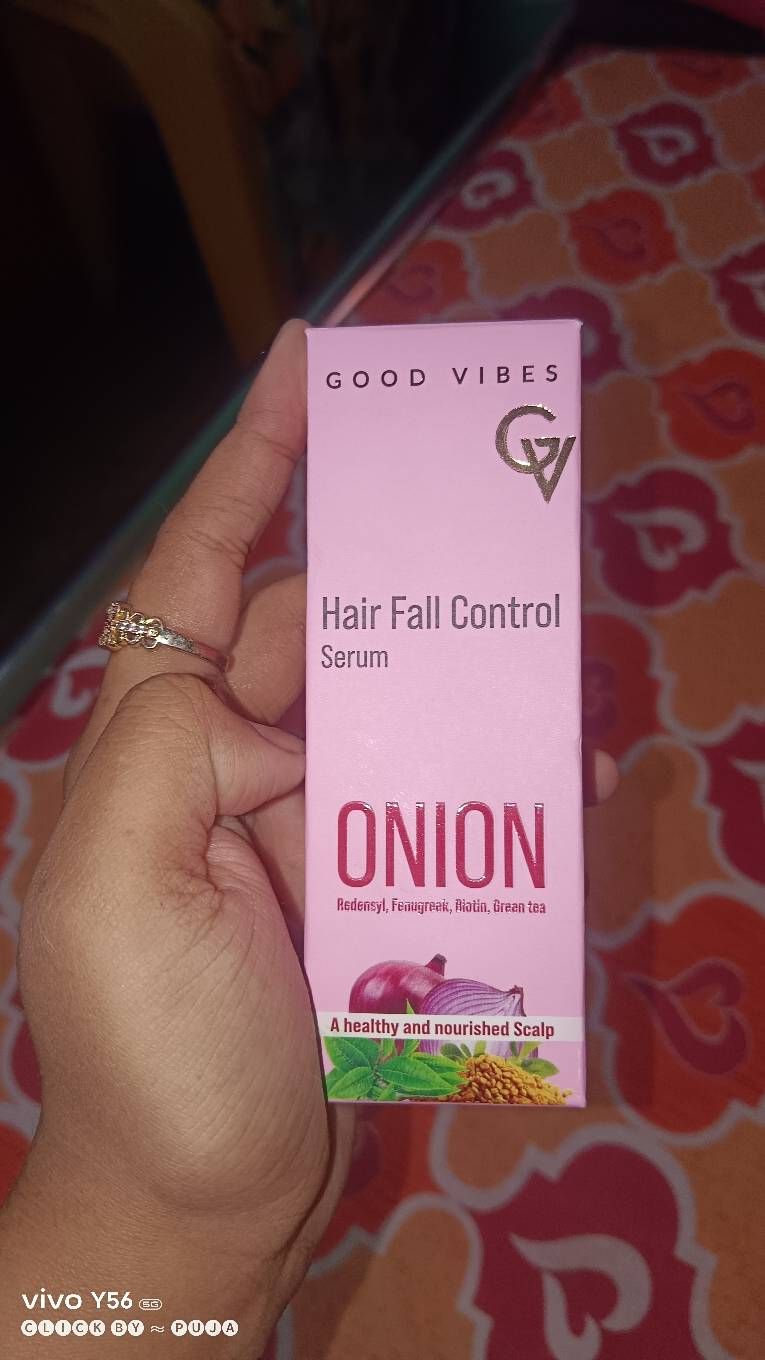 GOOD VIBES
GV
Hair Fall Control
Serum
ONION
Redensyl, Fenugreek, Biotin, Green tea
A healthy and nourished Scalp
vivo Y56 5G
CLICK BY ≈ PUJA